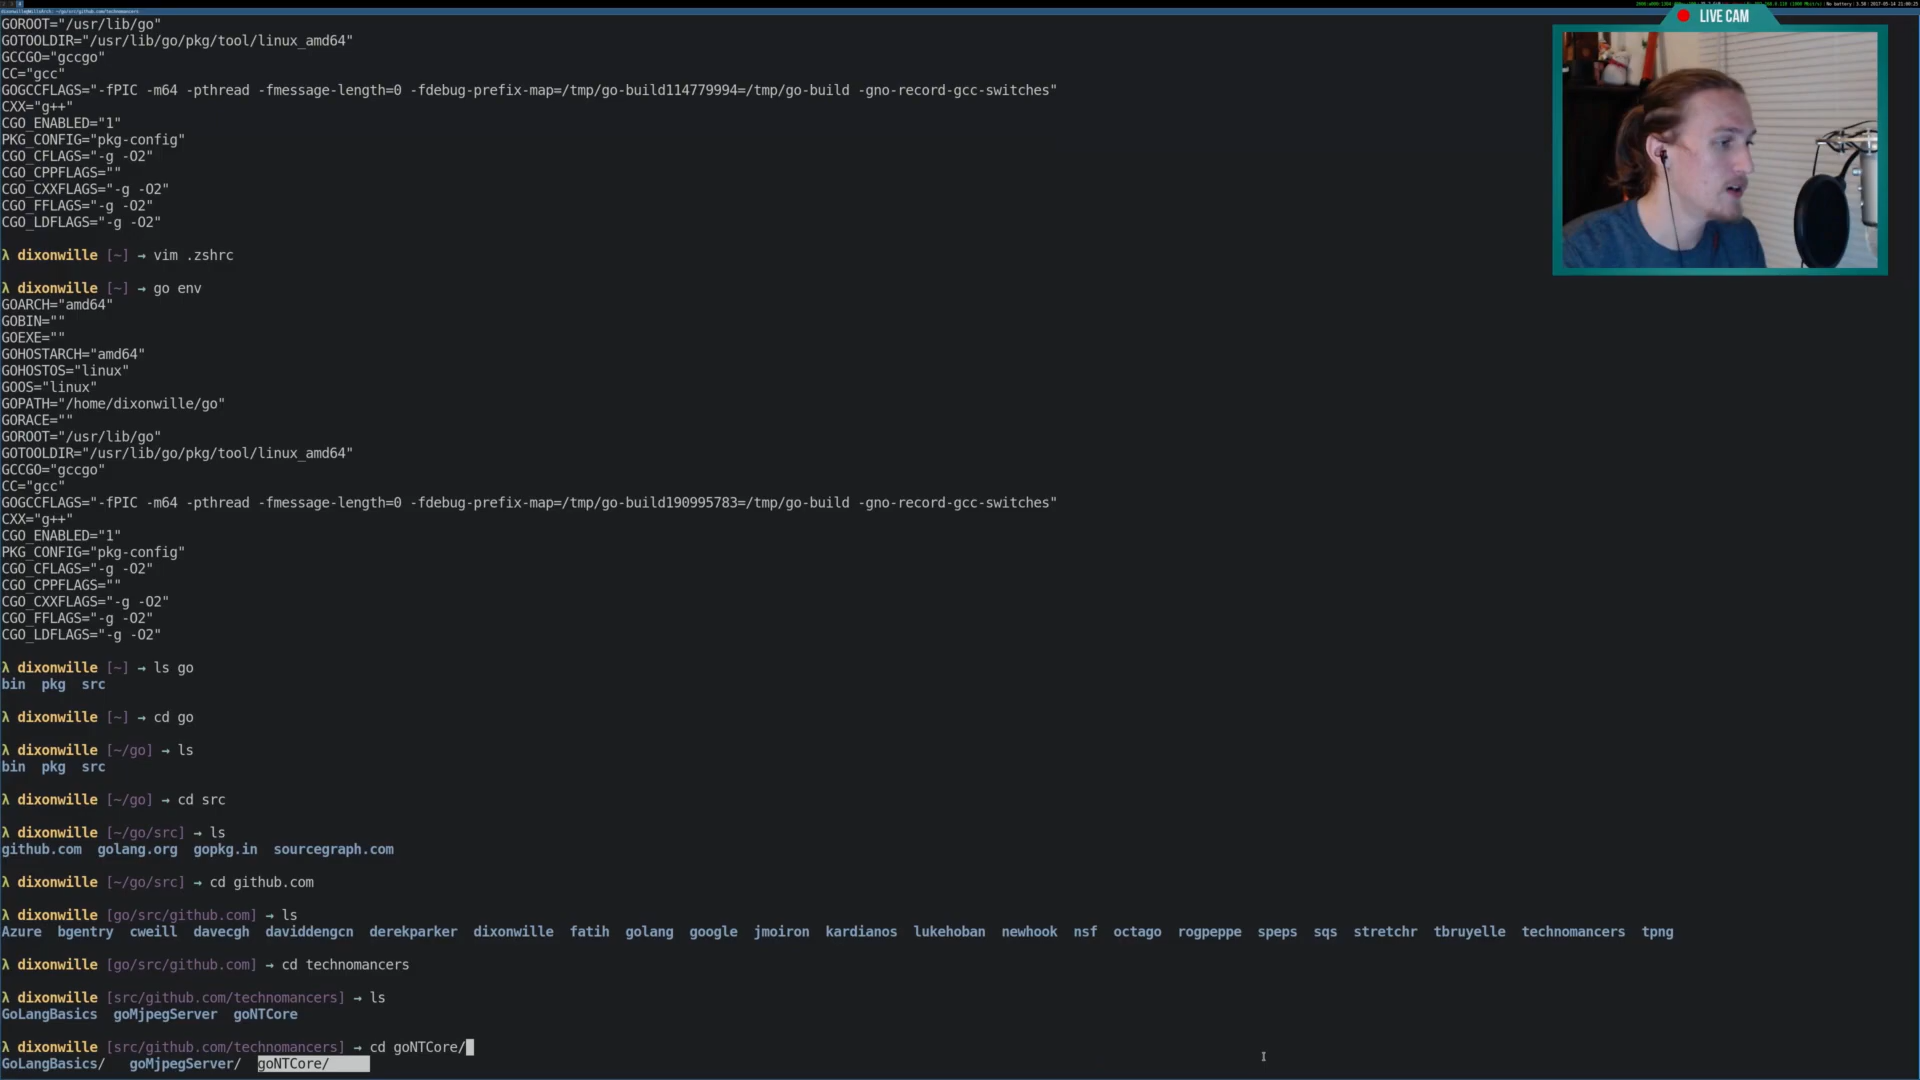 dixonwille@WillsArch: ~/go/src/github.com/technomancers
LIVE CAM
GOROOT="/usr/lib/go"
GOTOOLDIR="/usr/lib/go/pkg/tool/linux_amd64"
GCCGO="gccgo"
CC="gcc"
GOGCCFLAGS="-fPIC -m64 -pthread -fmessage-length=0 -fdebug-prefix-map=/tmp/go-build114779994=/tmp/go-build -gno-record-gcc-switches"
CXX="g++"
CGO_ENABLED="1"
PKG_CONFIG="pkg-config"
CGO_CFLAGS="-g -O2"
CGO_CPPFLAGS=""
CGO_CXXFLAGS="-g -O2"
CGO_FFLAGS="-g -O2"
CGO_LDFLAGS="-g -O2"
λ dixonwille [~] → vim .zshrc
λ dixonwille [~] → go env
GOARCH="amd64"
GOBIN=""
GOEXE=""
GOHOSTARCH="amd64"
GOHOSTOS="linux"
GOOS="linux"
GOPATH="/home/dixonwille/go"
GORACE=""
GOROOT="/usr/lib/go"
GOTOOLDIR="/usr/lib/go/pkg/tool/linux_amd64"
GCCGO="gccgo"
CC="gcc"
GOGCCFLAGS="-fPIC -m64 -pthread -fmessage-length=0 -fdebug-prefix-map=/tmp/go-build190995783=/tmp/go-build -gno-record-gcc-switches"
CXX="g++"
CGO_ENABLED="1"
PKG_CONFIG="pkg-config"
CGO_CFLAGS="-g -O2"
CGO_CPPFLAGS=""
CGO_CXXFLAGS="-g -O2"
CGO_FFLAGS="-g -O2"
CGO_LDFLAGS="-g -O2"
λ dixonwille [~] → ls go
bin pkg src
λ dixonwille [~] → cd go
λ dixonwille [~/go] → ls
bin pkg src
λ dixonwille [~/go] → cd src
λ dixonwille [~/go/src] → ls
github.com golang.org gopkg.in sourcegraph.com
λ dixonwille [~/go/src] → cd github.com
λ dixonwille [go/src/github.com] → ls
Azure bgentry cweill davecgh daviddengcn derekparker dixonwille fatih golang google jmoiron kardianos lukehoban newhook nsf octago rogpeppe speps sqs stretchr tbruyelle technomancers tpng
λ dixonwille [go/src/github.com] → cd technomancers
λ dixonwille [src/github.com/technomancers] → ls
GoLangBasics goMjpegServer goNTCore
λ dixonwille [src/github.com/technomancers] → cd goNTCore/
GoLangBasics/ goMjpegServer/ goNTCore/